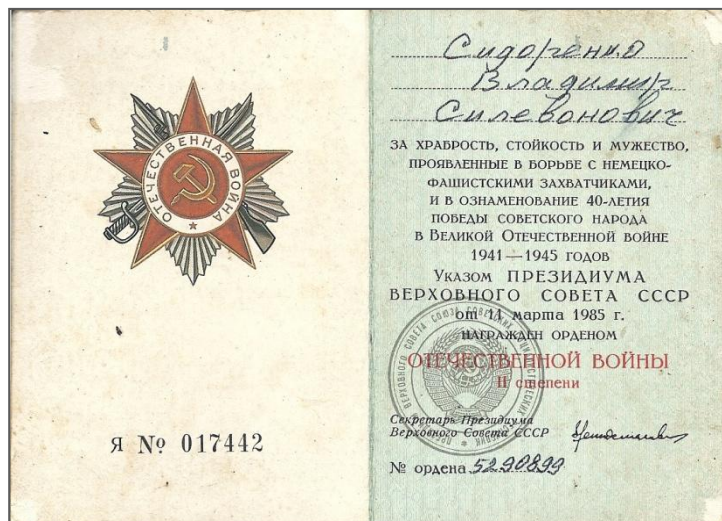 ОТЕЧЕСТВЕННАЯ ВОЙНА
Я № 017442
Сидоренко
Владимир
Силеванович
ЗА ХРАБРОСТЬ, СТОЙКОСТЬ И МУЖЕСТВО,
ПРОЯВЛЕННЫЕ В БОРЬБЕ С НЕМЕЦКО-
ФАШИСТСКИМИ ЗАХВАТЧИКАМИ,
И В ОЗНАМЕНОВАНИЕ 40-ЛЕТИЯ
ПОБЕДЫ СОВЕТСКОГО НАРОДА
В ВЕЛИКОЙ ОТЕЧЕСТВЕННОЙ ВОЙНЕ
1941—1945 ГОДОВ
УКАЗОМ ПРЕЗИДИУМА
ВЕРХОВНОГО СОВЕТА СССР
от 11 марта 1985 г.
НАГРАЖДЕН ОРДЕНОМ
ОТЕЧЕСТВЕННОЙ ВОЙНЫ
II степени
Секретарь Президиума
Верховного Совета СССР
№ ордена 5290899